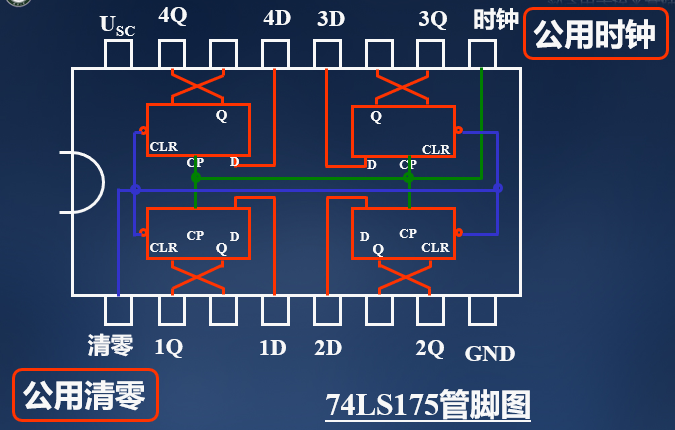 U_SC 4Q 4D 3D 3Q 时钟
公用时钟
Q Q
CLR CLR
CP D D CP
CP D D CP
CLR Q Q CLR
清零 1Q 1D 2D 2Q GND
公用清零
74LS175管脚图